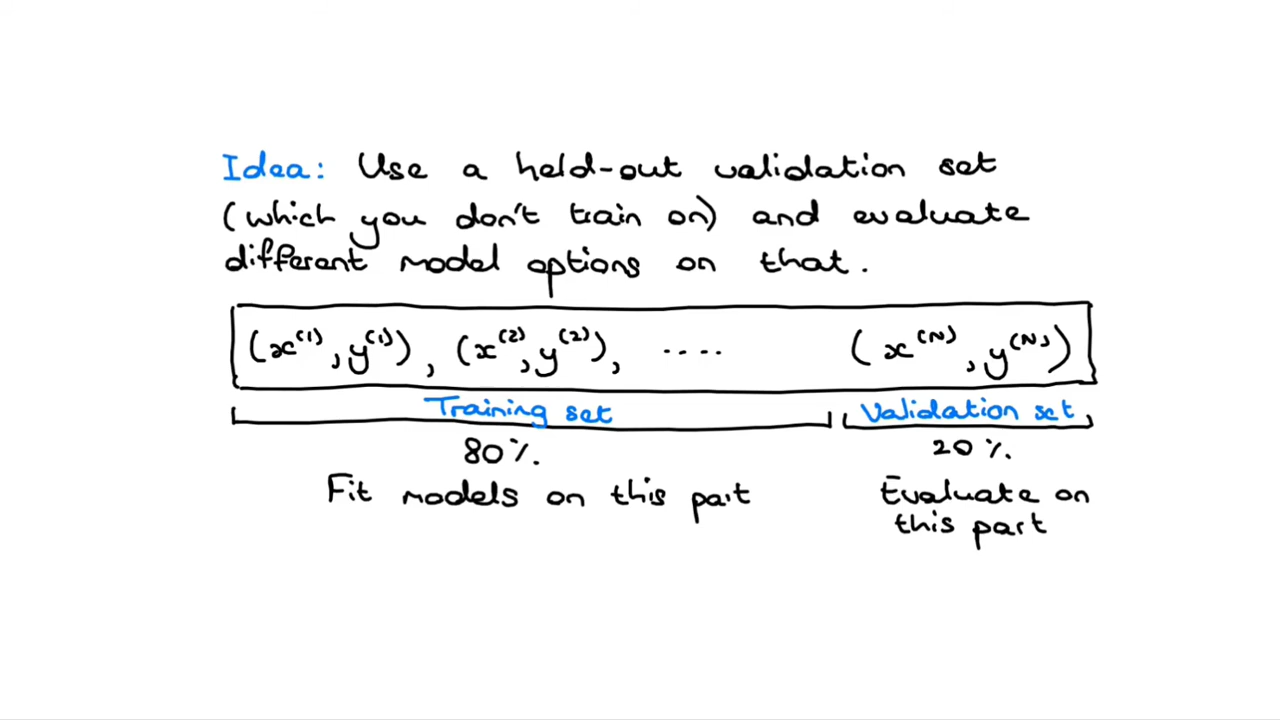 Idea: Use a held-out validation set
(which you don't train on) and evaluate
different model options on that.
(x^(1), y^(1)), (x^(2), y^(2)), ..... (x^(N), y^(N))
Training set Validation set
80% 20%
Fit models on this part Evaluate on
this part